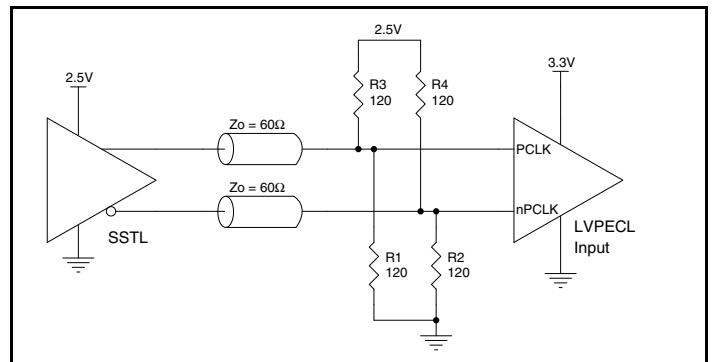 2.5V
3.3V
2.5V
R3
120
R4
120
Zo = 60Ω
PCLK
Zo = 60Ω
nPCLK
SSTL
LVPECL
Input
R1
120
R2
120